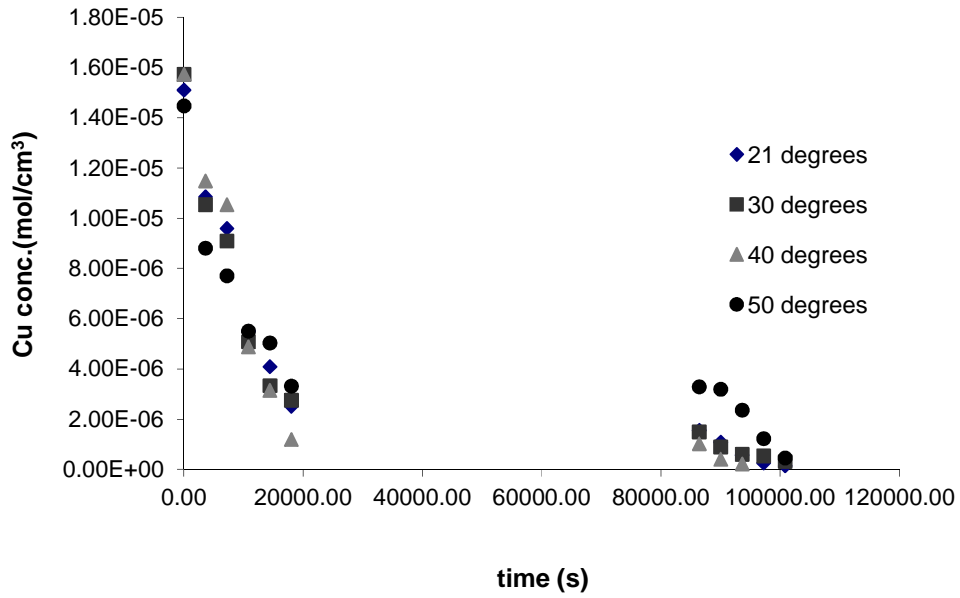 1.80E-05
1.60E-05
1.40E-05
1.20E-05
1.00E-05
8.00E-06
6.00E-06
4.00E-06
2.00E-06
0.00E+00
Cu conc.(mol/cm³)
21 degrees
30 degrees
40 degrees
50 degrees
0.00 20000.00 40000.00 60000.00 80000.00 100000.00 120000.00
time (s)